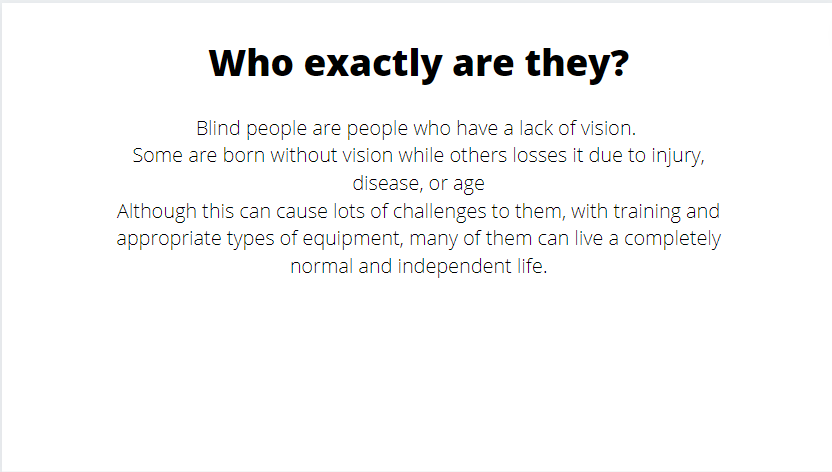 Who exactly are they?
Blind people are people who have a lack of vision.
Some are born without vision while others losses it due to injury,
disease, or age
Although this can cause lots of challenges to them, with training and
appropriate types of equipment, many of them can live a completely
normal and independent life.